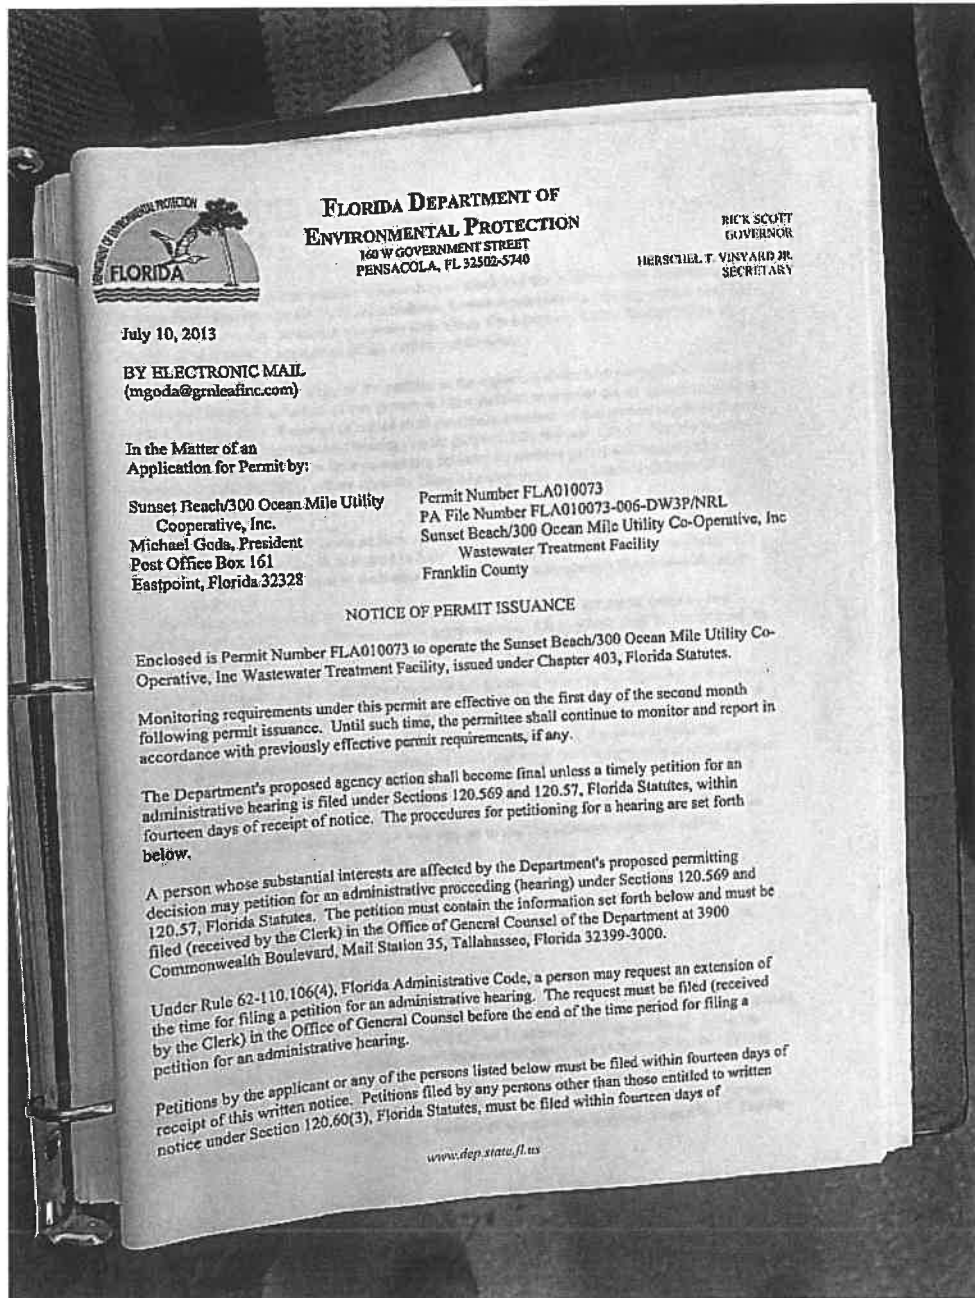 DEPARTMENT OF ENVIRONMENTAL PROTECTION
FLORIDA
FLORIDA DEPARTMENT OF
ENVIRONMENTAL PROTECTION
160 W GOVERNMENT STREET
PENSACOLA, FL 32502-5740
RICK SCOTT
GOVERNOR
HERSCHEL T. VINYARD JR.
SECRETARY
July 10, 2013
BY ELECTRONIC MAIL
(mgoda@grnleafinc.com)
In the Matter of an
Application for Permit by:
Sunset Beach/300 Ocean Mile Utility
Cooperative, Inc.
Michael Goda, President
Post Office Box 161
Eastpoint, Florida 32328
Permit Number FLA010073
PA File Number FLA010073-006-DW3P/NRL
Sunset Beach/300 Ocean Mile Utility Co-Operative, Inc
Wastewater Treatment Facility
Franklin County
NOTICE OF PERMIT ISSUANCE
Enclosed is Permit Number FLA010073 to operate the Sunset Beach/300 Ocean Mile Utility Co-
Operative, Inc Wastewater Treatment Facility, issued under Chapter 403, Florida Statutes.
Monitoring requirements under this permit are effective on the first day of the second month
following permit issuance. Until such time, the permittee shall continue to monitor and report in
accordance with previously effective permit requirements, if any.
The Department's proposed agency action shall become final unless a timely petition for an
administrative hearing is filed under Sections 120.569 and 120.57, Florida Statutes, within
fourteen days of receipt of notice. The procedures for petitioning for a hearing are set forth
below.
A person whose substantial interests are affected by the Department's proposed permitting
decision may petition for an administrative proceeding (hearing) under Sections 120.569 and
120.57, Florida Statutes. The petition must contain the information set forth below and must be
filed (received by the Clerk) in the Office of General Counsel of the Department at 3900
Commonwealth Boulevard, Mail Station 35, Tallahassee, Florida 32399-3000.
Under Rule 62-110.106(4), Florida Administrative Code, a person may request an extension of
the time for filing a petition for an administrative hearing. The request must be filed (received
by the Clerk) in the Office of General Counsel before the end of the time period for filing a
petition for an administrative hearing.
Petitions by the applicant or any of the persons listed below must be filed within fourteen days of
receipt of this written notice. Petitions filed by any persons other than those entitled to written
notice under Section 120.60(3), Florida Statutes, must be filed within fourteen days of
www.dep.state.fl.us